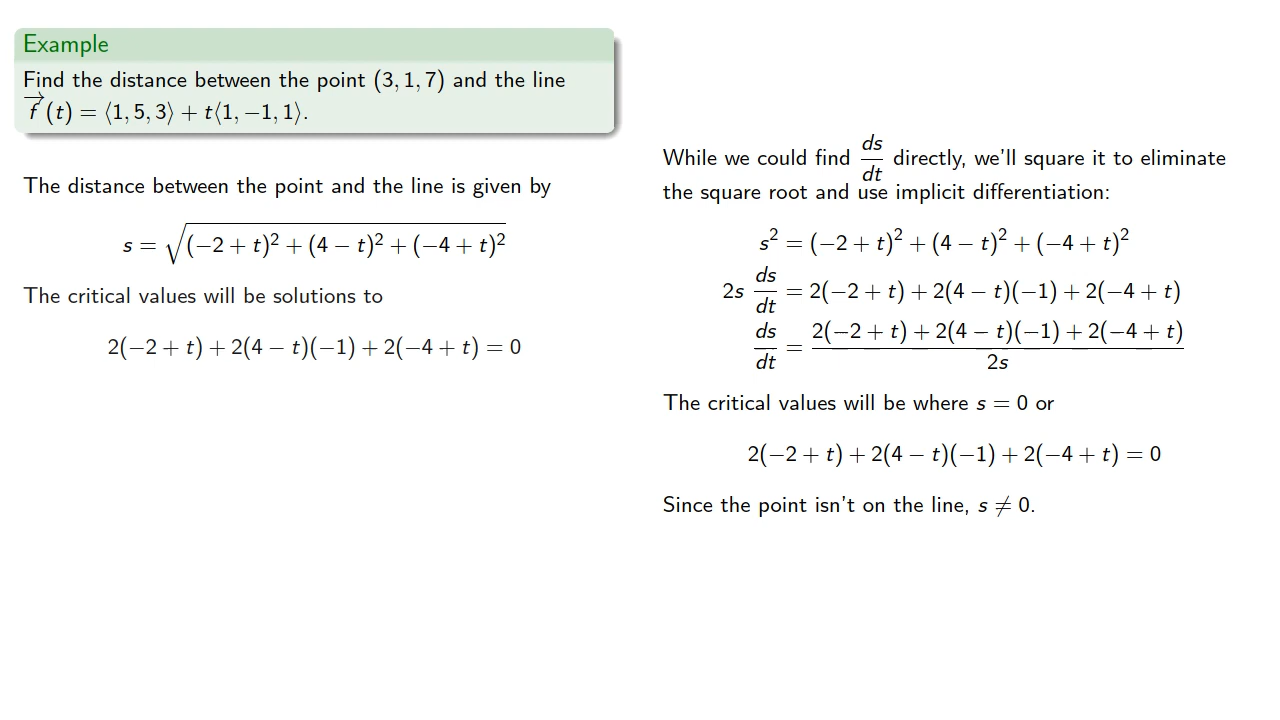 Example
Find the distance between the point (3, 1, 7) and the line
f⃗(t) = ⟨1, 5, 3⟩ + t⟨1, −1, 1⟩.
The distance between the point and the line is given by
s = √((−2 + t)² + (4 − t)² + (−4 + t)²)
The critical values will be solutions to
2(−2 + t) + 2(4 − t)(−1) + 2(−4 + t) = 0
While we could find ds/dt directly, we'll square it to eliminate
the square root and use implicit differentiation:
s² = (−2 + t)² + (4 − t)² + (−4 + t)²
2s ds/dt = 2(−2 + t) + 2(4 − t)(−1) + 2(−4 + t)
ds/dt = (2(−2 + t) + 2(4 − t)(−1) + 2(−4 + t))/2s
The critical values will be where s = 0 or
2(−2 + t) + 2(4 − t)(−1) + 2(−4 + t) = 0
Since the point isn't on the line, s ≠ 0.